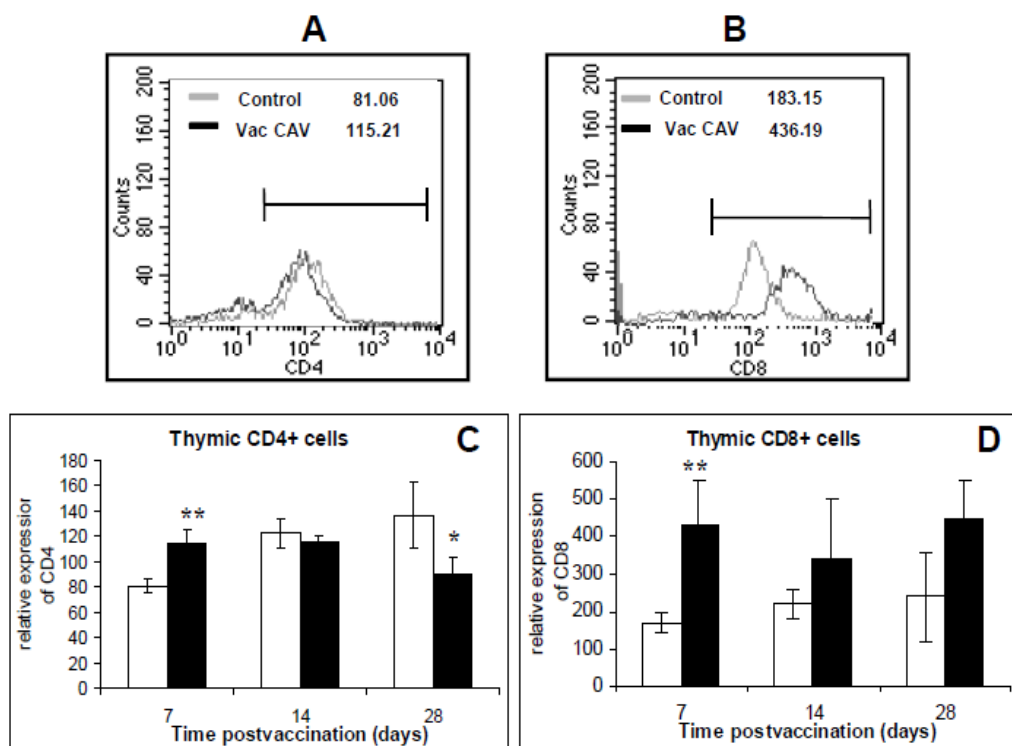 A
B
200
160
120
80
40
0
Counts
Control 81.06
Vac CAV 115.21
10^0 10^1 10^2 10^3 10^4
CD4
200
160
120
80
40
0
Counts
Control 183.15
Vac CAV 436.19
10^0 10^1 10^2 10^3 10^4
CD8
Thymic CD4+ cells
C
relative expression
of CD4
180
160
140
120
100
80
60
40
20
0
**
*
7 14 28
Time postvaccination (days)
Thymic CD8+ cells
D
relative expression
of CD8
600
500
400
300
200
100
0
**
7 14 28
Time postvaccination (days)